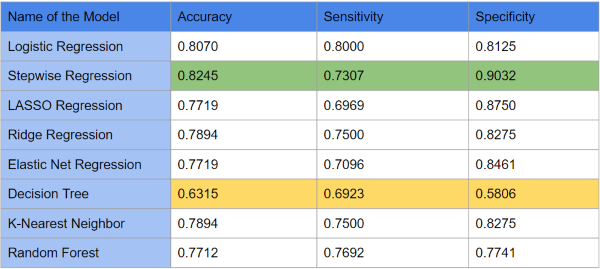 Name of the Model Accuracy Sensitivity Specificity
Logistic Regression 0.8070 0.8000 0.8125
Stepwise Regression 0.8245 0.7307 0.9032
LASSO Regression 0.7719 0.6969 0.8750
Ridge Regression 0.7894 0.7500 0.8275
Elastic Net Regression 0.7719 0.7096 0.8461
Decision Tree 0.6315 0.6923 0.5806
K-Nearest Neighbor 0.7894 0.7500 0.8275
Random Forest 0.7712 0.7692 0.7741